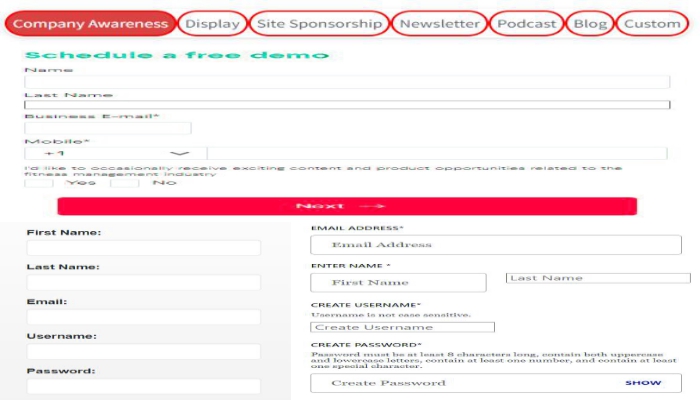 Company Awareness Display Site Sponsorship Newsletter Podcast Blog Custom
Schedule a free demo
Name
Last Name
Business E-mail*
Mobile*
+1
I'd like to occasionally receive exciting content and product opportunities related to the
fitness management industry
Yes No
Next →
First Name:
Last Name:
Email:
Username:
Password:
EMAIL ADDRESS*
Email Address
ENTER NAME *
First Name Last Name
CREATE USERNAME*
Username is not case sensitive.
Create Username
CREATE PASSWORD*
Password must be at least 8 characters long, contain both uppercase
and lowercase letters, contain at least one number, and contain at least
one special character.
Create Password SHOW